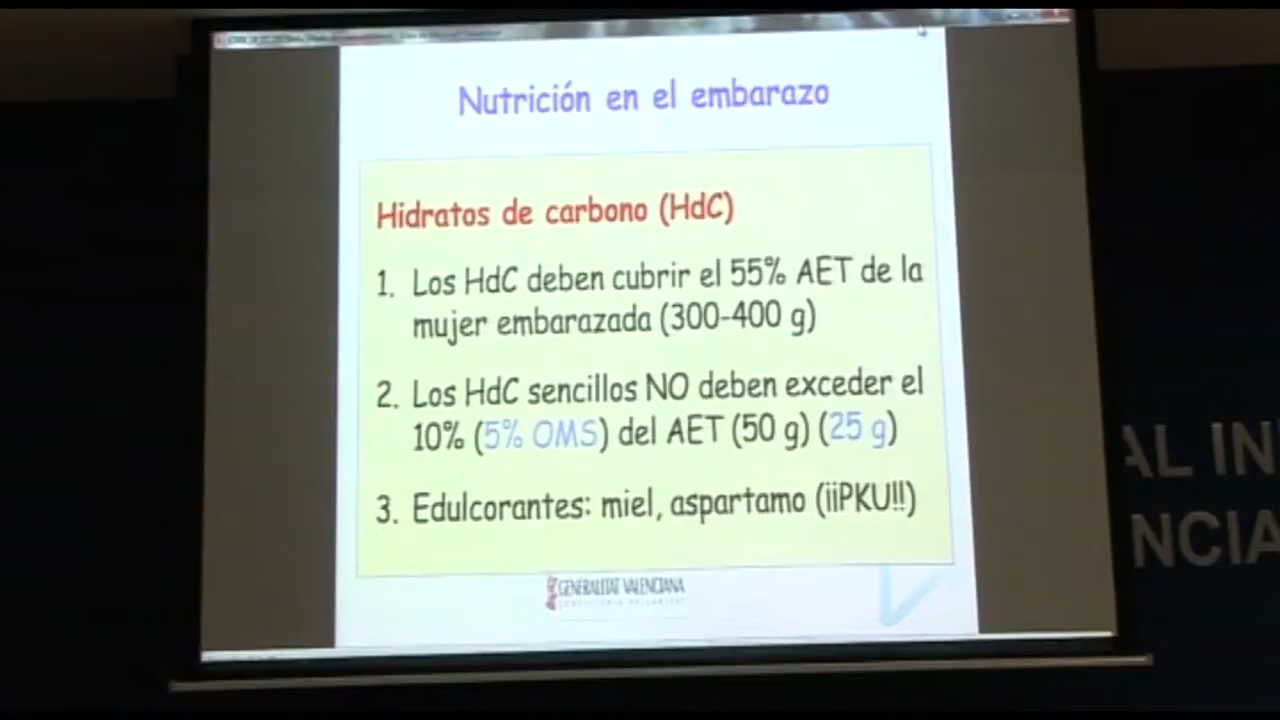 Nutrición en el embarazo
Hidratos de carbono (HdC)
1. Los HdC deben cubrir el 55% AET de la
mujer embarazada (300-400 g)
2. Los HdC sencillos NO deben exceder el
10% (5% OMS) del AET (50 g) (25 g)
3. Edulcorantes: miel, aspartamo (¡¡PKU!!)
GENERALITAT VALENCIANA
AL IN
NCIA